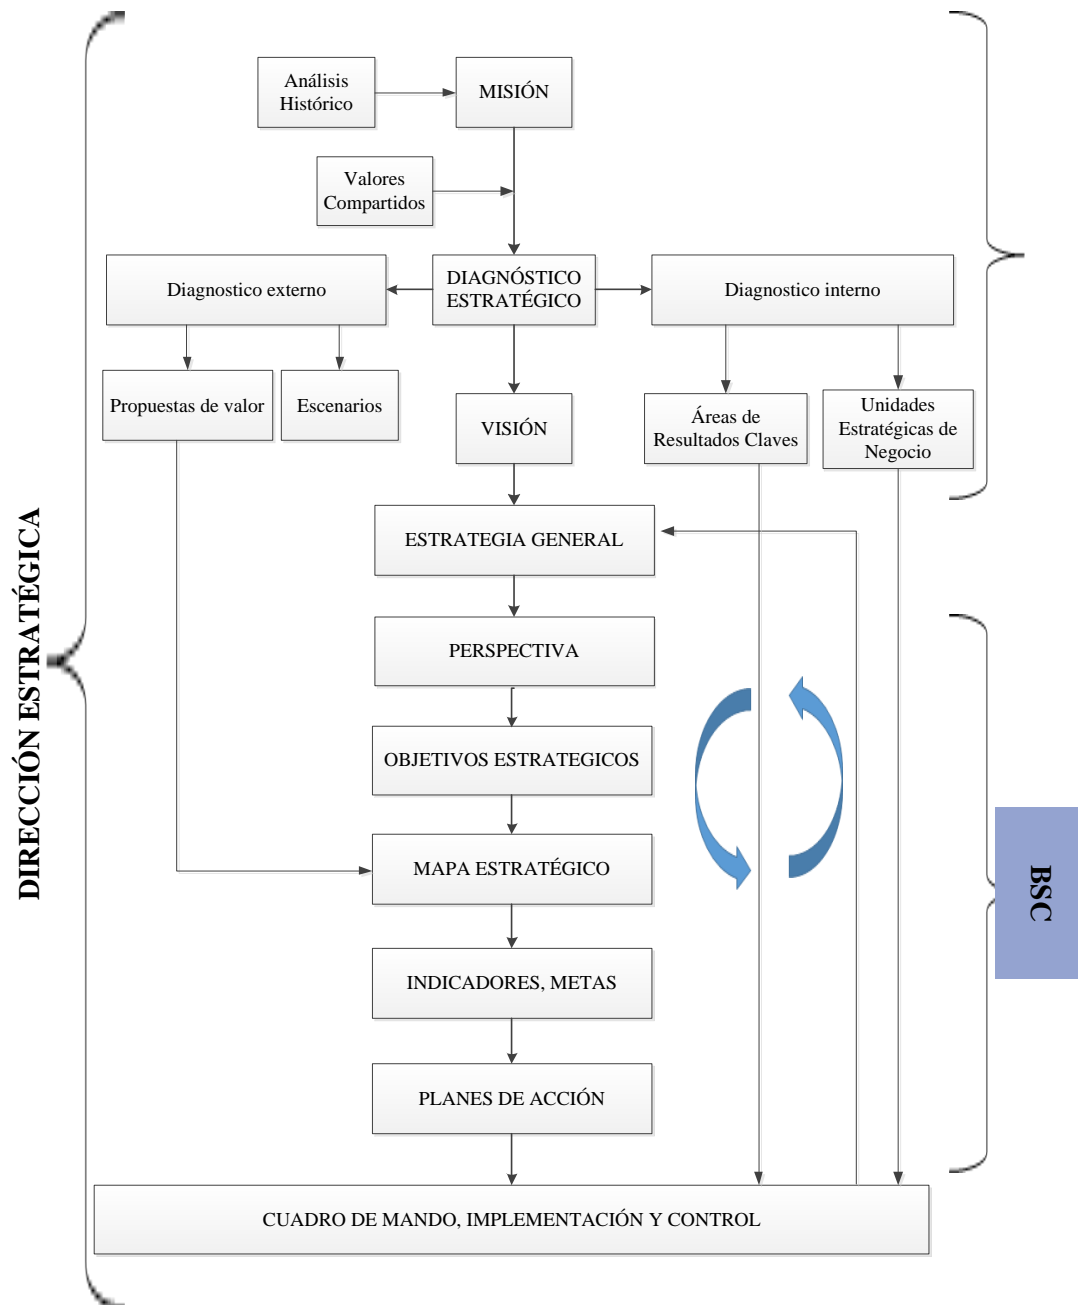 Análisis
Histórico
MISIÓN
Valores
Compartidos
Diagnostico externo
DIAGNÓSTICO
ESTRATÉGICO
Diagnostico interno
Propuestas de valor
Escenarios
VISIÓN
Áreas de
Resultados Claves
Unidades
Estratégicas de
Negocio
ESTRATEGIA GENERAL
PERSPECTIVA
OBJETIVOS ESTRATEGICOS
MAPA ESTRATÉGICO
INDICADORES, METAS
PLANES DE ACCIÓN
CUADRO DE MANDO, IMPLEMENTACIÓN Y CONTROL
DIRECCIÓN ESTRATÉGICA
BSC